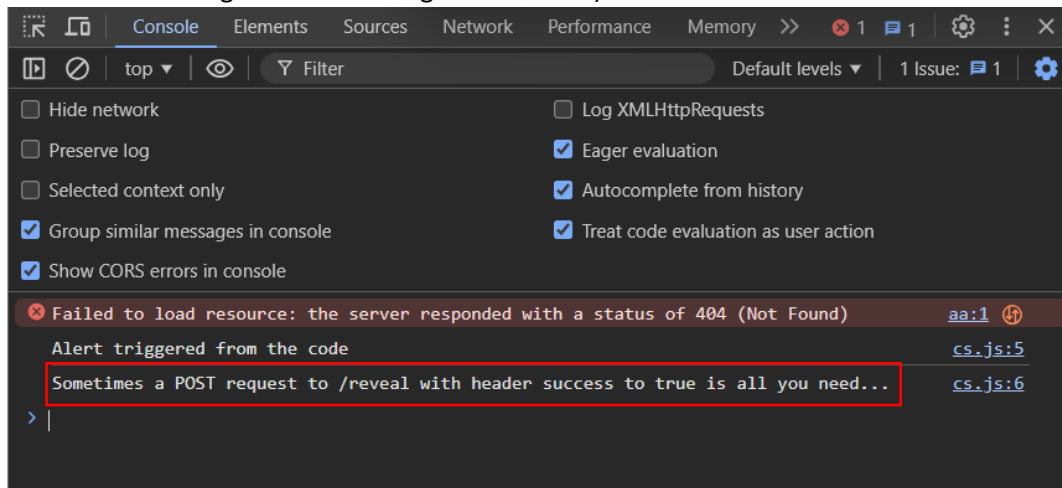 Console Elements Sources Network Performance Memory >> 1 1
top ▼ Filter Default levels ▼ 1 Issue: 1
Hide network Log XMLHttpRequests
Preserve log Eager evaluation
Selected context only Autocomplete from history
Group similar messages in console Treat code evaluation as user action
Show CORS errors in console
Failed to load resource: the server responded with a status of 404 (Not Found) aa:1
Alert triggered from the code cs.js:5
Sometimes a POST request to /reveal with header success to true is all you need... cs.js:6
>